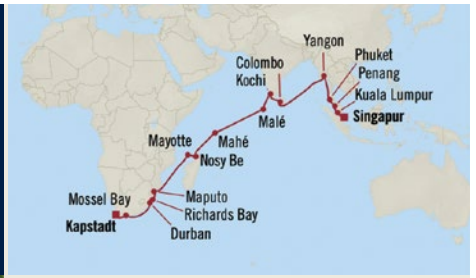 Yangon
Phuket
Colombo
Penang
Kochi
Kuala Lumpur
Malé
Singapur
Mayotte
Mahé
Nosy Be
Mossel Bay
Maputo
Richards Bay
Kapstadt
Durban